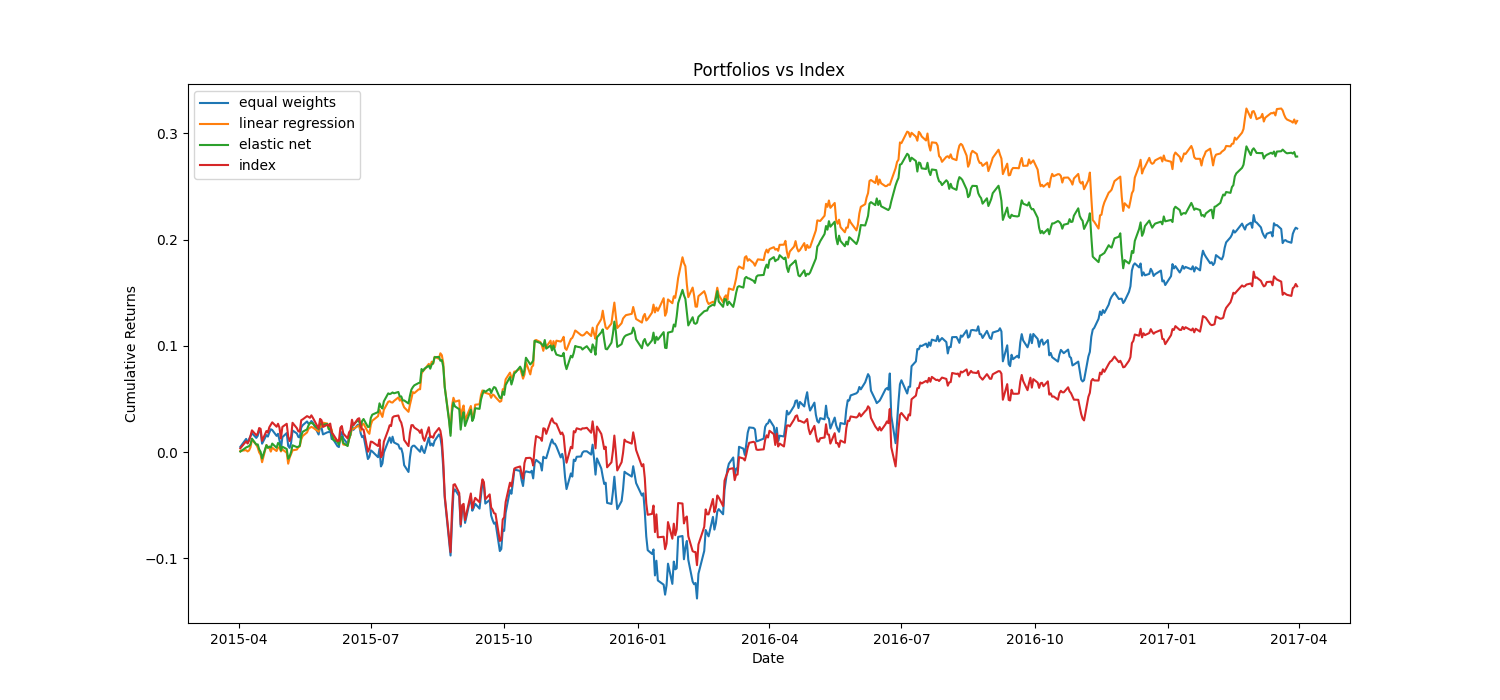 Portfolios vs Index
equal weights
linear regression
elastic net
index
Cumulative Returns
0.3
0.2
0.1
0.0
−0.1
2015-04 2015-07 2015-10 2016-01 2016-04 2016-07 2016-10 2017-01 2017-04
Date